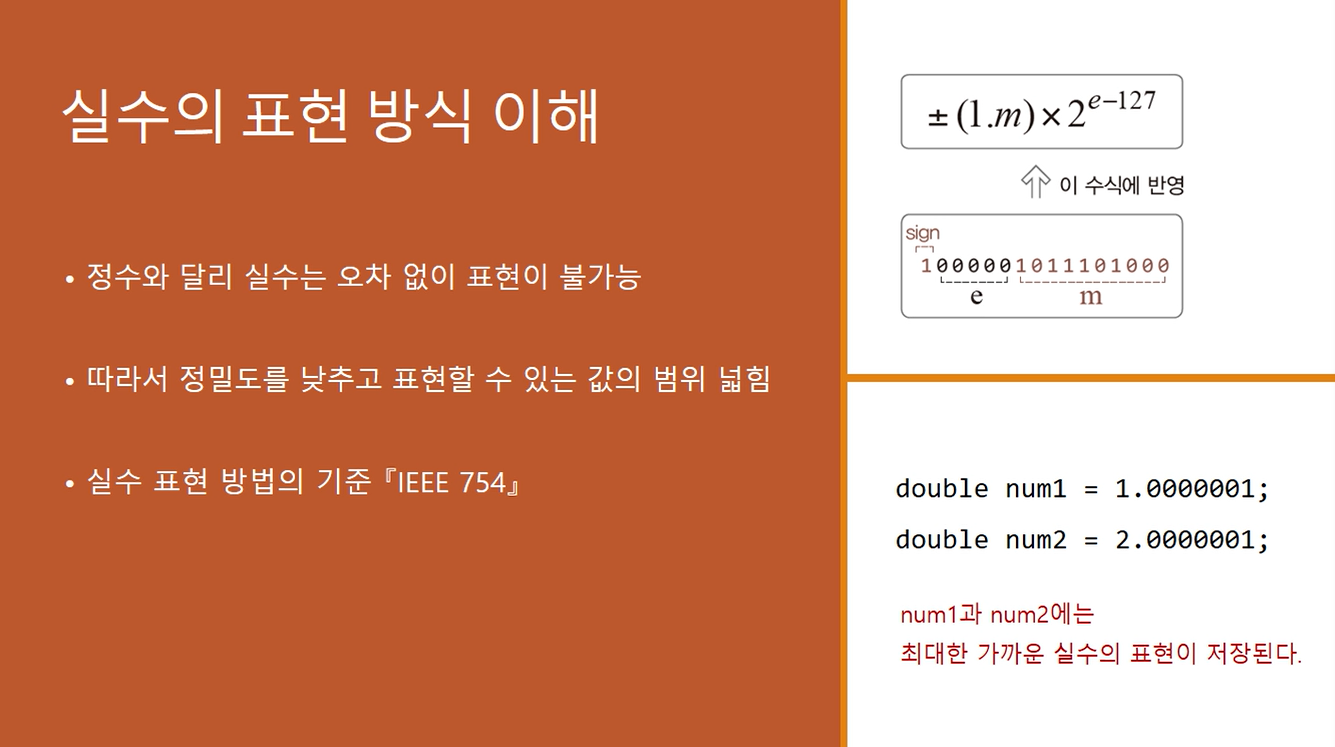 실수의 표현 방식 이해
• 정수와 달리 실수는 오차 없이 표현이 불가능
• 따라서 정밀도를 낮추고 표현할 수 있는 값의 범위 넓힘
• 실수 표현 방법의 기준『IEEE 754』
± (1.m) × 2^{e−127}
이 수식에 반영
sign
1000001011101000
e m
double num1 = 1.0000001;
double num2 = 2.0000001;
num1과 num2에는
최대한 가까운 실수의 표현이 저장된다.